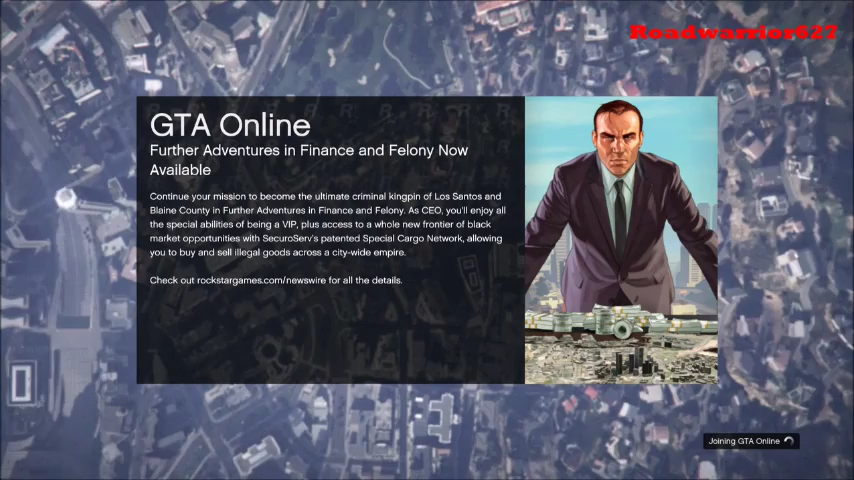 Roadwarrior627
GTA Online
Further Adventures in Finance and Felony Now
Available
Continue your mission to become the ultimate criminal kingpin of Los Santos and
Blaine County in Further Adventures in Finance and Felony. As CEO, you'll enjoy all
the special abilities of being a VIP, plus access to a whole new frontier of black
market opportunities with SecuroServ's patented Special Cargo Network, allowing
you to buy and sell illegal goods across a city-wide empire.
Check out rockstargames.com/newswire for all the details.
Joining GTA Online